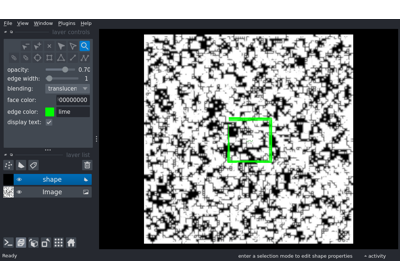 File View Window Plugins Help
layer controls
opacity: 0.70
edge width: 1
blending: translucen
face color: 00000000
edge color: lime
display text:
layer list
shape
Image
Ready enter a selection mode to edit shape properties activity